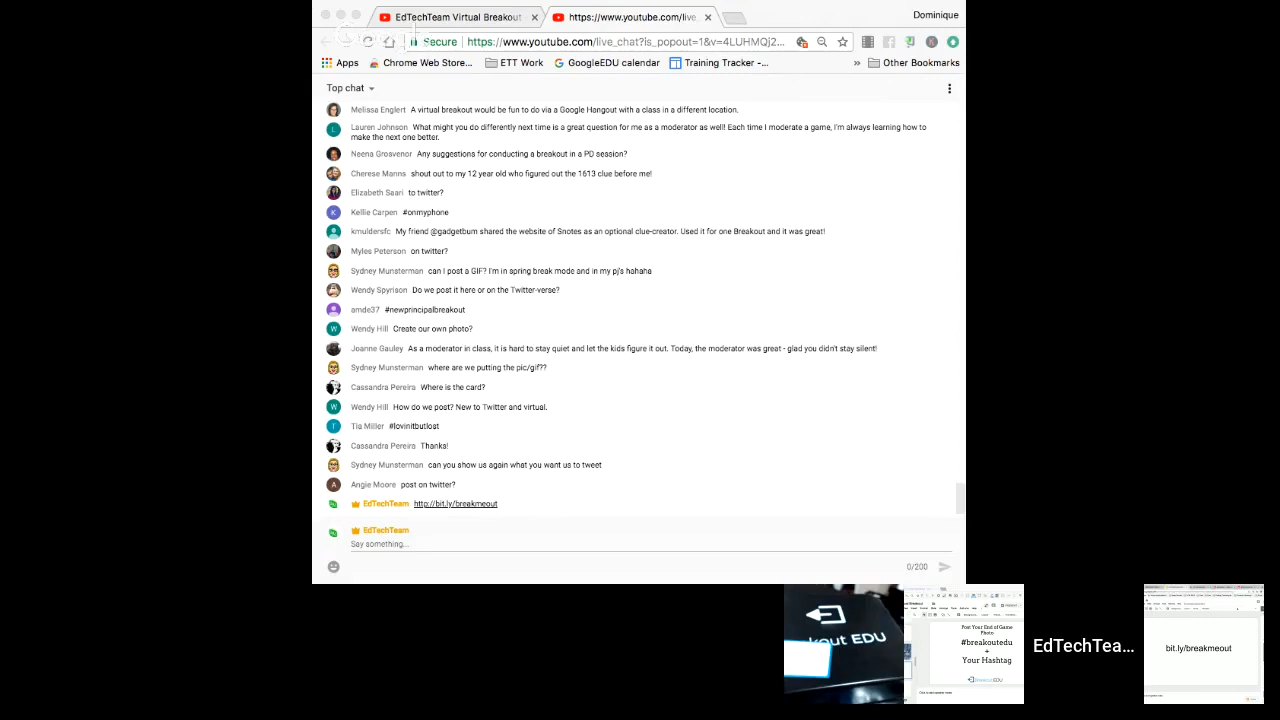 EdTechTeam Virtual Breakout
https://www.youtube.com/live_
Dominique
Secure https://www.youtube.com/live_chat?is_popout=1&v=4LUHMQj2...
Apps Chrome Web Store... ETT Work GoogleEDU calendar Training Tracker -... » Other Bookmarks
Top chat
Melissa Englert A virtual breakout would be fun to do via a Google Hangout with a class in a different location.
Lauren Johnson What might you do differently next time is a great question for me as a moderator as well! Each time I moderate a game, I'm always learning how to
make the next one better.
Neena Grosvenor Any suggestions for conducting a breakout in a PD session?
Cherese Manns shout out to my 12 year old who figured out the 1613 clue before me!
Elizabeth Saari to twitter?
K Kellie Carpen #onmyphone
kmuldersfc My friend @gadgetbum shared the website of Snotes as an optional clue-creator. Used it for one Breakout and it was great!
Myles Peterson on twitter?
Sydney Munsterman can I post a GIF? I'm in spring break mode and in my pj's hahaha
Wendy Spyrison Do we post it here or on the Twitter-verse?
amde37 #newprincipalbreakout
W Wendy Hill Create our own photo?
Joanne Gauley As a moderator in class, it is hard to stay quiet and let the kids figure it out. Today, the moderator was great - glad you didn't stay silent!
Sydney Munsterman where are we putting the pic/gif??
Cassandra Pereira Where is the card?
W Wendy Hill How do we post? New to Twitter and virtual.
T Tia Miller #lovinitbutlost
Cassandra Pereira Thanks!
Sydney Munsterman can you show us again what you want us to tweet
A Angie Moore post on twitter?
EdTechTeam http://bit.ly/breakmeout
EdTechTeam
Say something...
0/200
out EDU
Post Your End of Game
Photo
#breakoutedu
+
Your Hashtag
BreakoutEDU
EdTechTea...
bit.ly/breakmeout